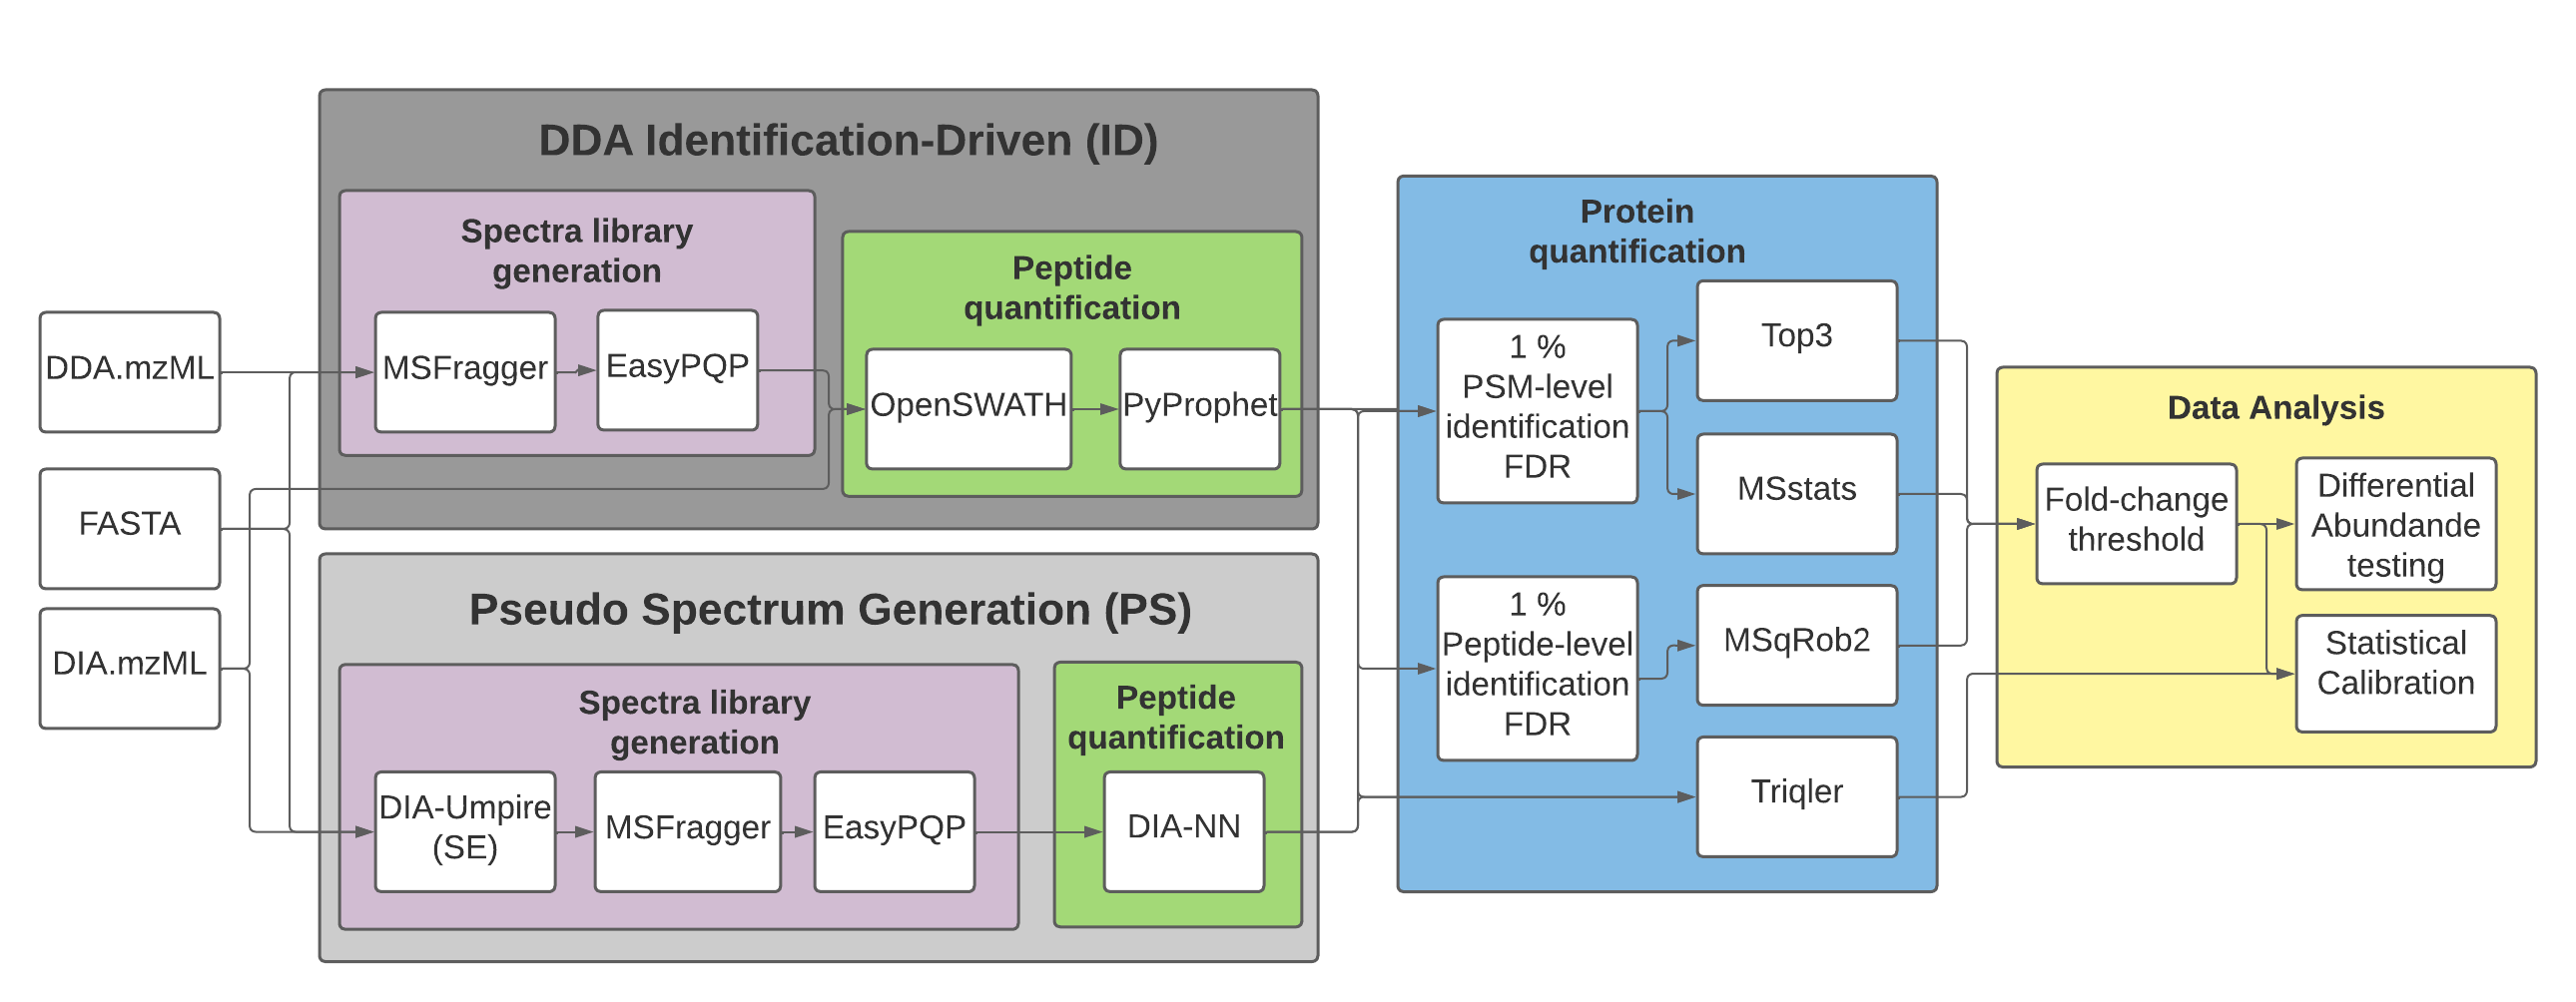 DDA Identification-Driven (ID)
Spectra library
generation
MSFragger
EasyPQP
Peptide
quantification
OpenSWATH
PyProphet
DDA.mzML
FASTA
DIA.mzML
Pseudo Spectrum Generation (PS)
Spectra library
generation
DIA-Umpire
(SE)
MSFragger
EasyPQP
Peptide
quantification
DIA-NN
Protein
quantification
1 %
PSM-level
identification
FDR
1 %
Peptide-level
identification
FDR
Top3
MSstats
MSqRob2
Triqler
Data Analysis
Fold-change
threshold
Differential
Abundande
testing
Statistical
Calibration